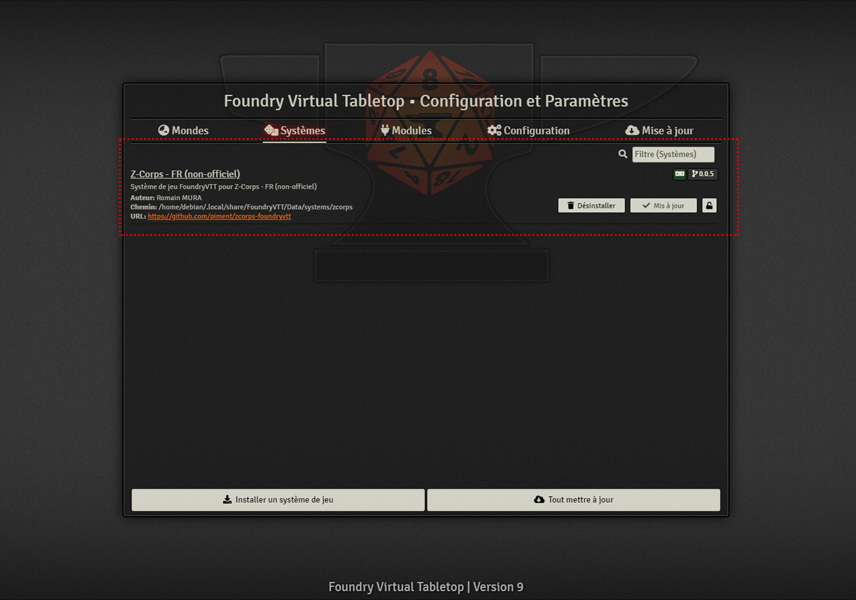 8
Foundry Virtual Tabletop • Configuration et Paramètres
Mondes
Systèmes
Modules
Configuration
Mise à jour
Filtre (Systèmes)
Z-Corps - FR (non-officiel)
0.0.5
Système de jeu FoundryVTT pour Z-Corps - FR (non-officiel)
Auteur: Romain MURA
Chemin: /home/debian/.local/share/FoundryVTT/Data/systems/zcorps
URL: https://github.com/piment/zcorps-foundryvtt
Désinstaller
Mis à jour
Installer un système de jeu
Tout mettre à jour
Foundry Virtual Tabletop | Version 9